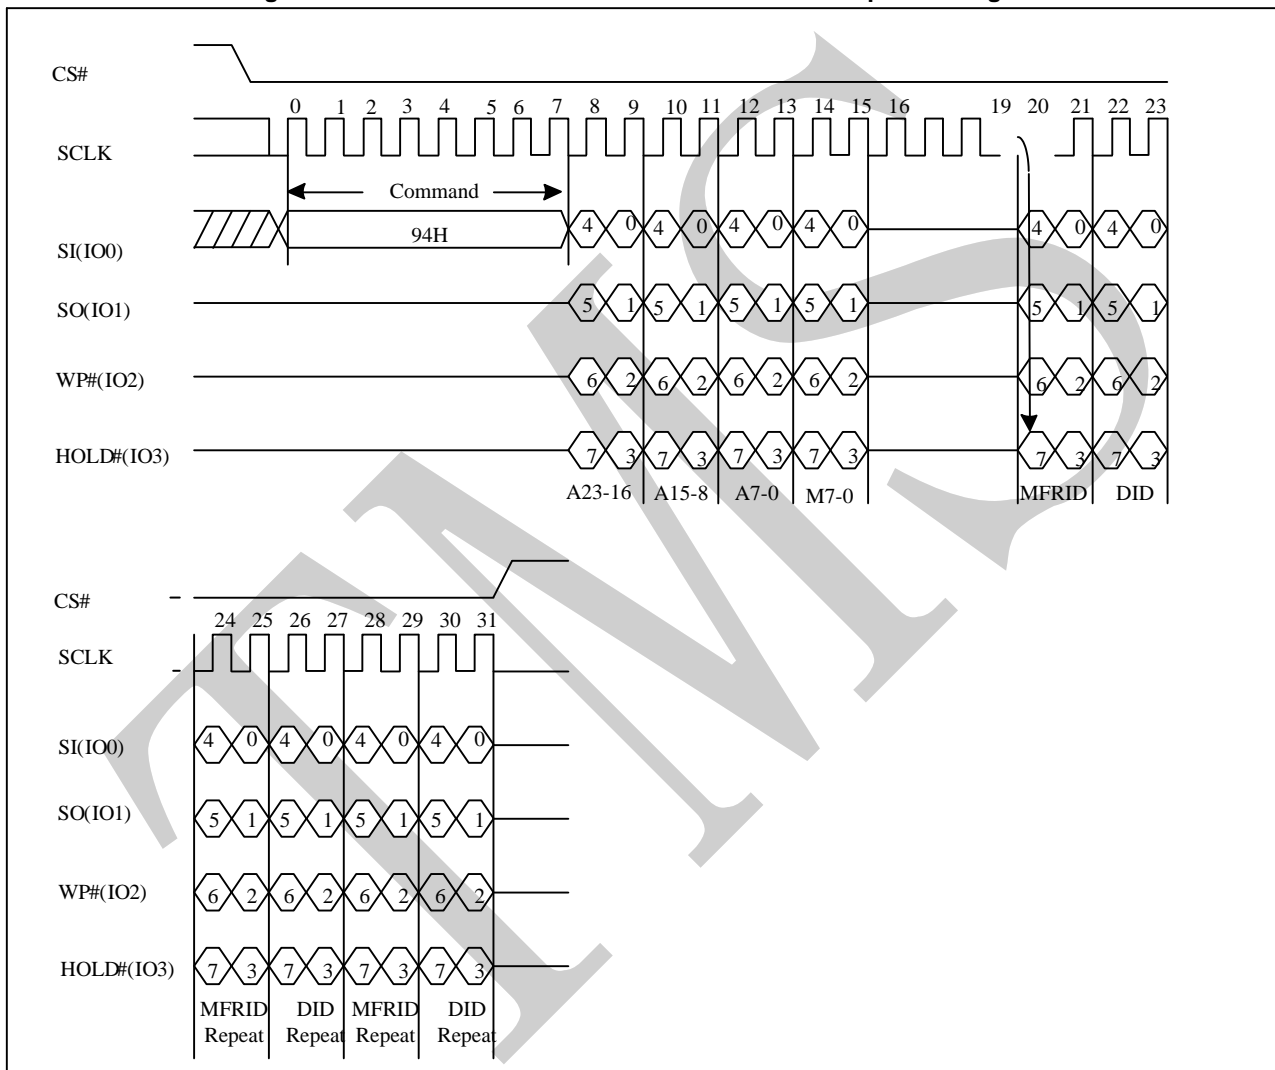 CS#
0 1 2 3 4 5 6 7 8 9 10 11 12 13 14 15 16 19 20 21 22 23
SCLK
Command
94H
4 0 4 0 4 0 4 0 4 0 4 0
SI(IO0)
5 1 5 1 5 1 5 1 5 1 5 1
SO(IO1)
6 2 6 2 6 2 6 2 6 2 6 2
WP#(IO2)
7 3 7 3 7 3 7 3 7 3 7 3
HOLD#(IO3)
A23-16 A15-8 A7-0 M7-0 MFRID DID
CS#
24 25 26 27 28 29 30 31
SCLK
4 0 4 0 4 0 4 0
SI(IO0)
5 1 5 1 5 1 5 1
SO(IO1)
6 2 6 2 6 2 6 2
WP#(IO2)
7 3 7 3 7 3 7 3
HOLD#(IO3)
MFRID DID MFRID DID
Repeat Repeat Repeat Repeat
TMS